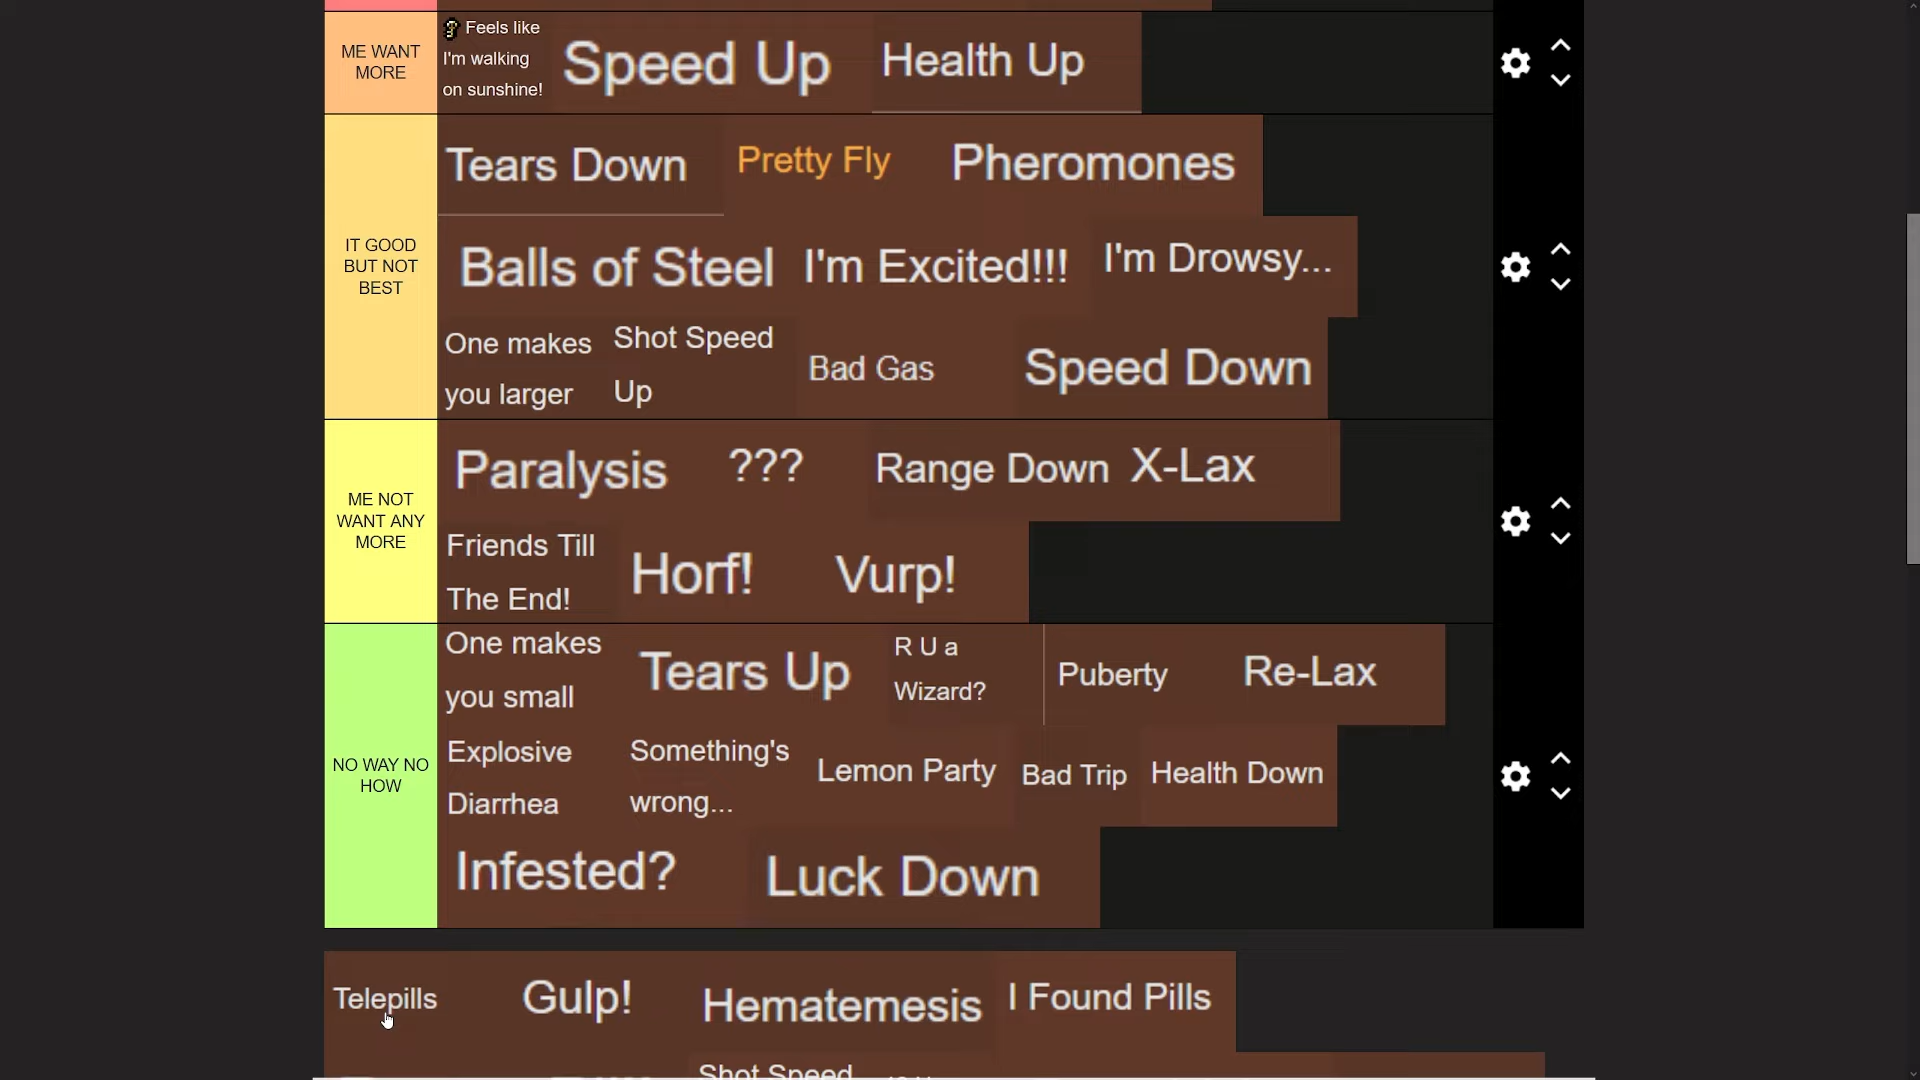 ME WANT
MORE
Feels like
I'm walking
on sunshine!
Speed Up
Health Up
IT GOOD
BUT NOT
BEST
Tears Down
Pretty Fly
Pheromones
Balls of Steel
I'm Excited!!!
I'm Drowsy...
One makes
you larger
Shot Speed
Up
Bad Gas
Speed Down
ME NOT
WANT ANY
MORE
Paralysis
???
Range Down
X-Lax
Friends Till
The End!
Horf!
Vurp!
NO WAY NO
HOW
One makes
you small
Tears Up
R U a
Wizard?
Puberty
Re-Lax
Explosive
Diarrhea
Something's
wrong...
Lemon Party
Bad Trip
Health Down
Infested?
Luck Down
Telepills
Gulp!
Hematemesis
I Found Pills
Shot Speed